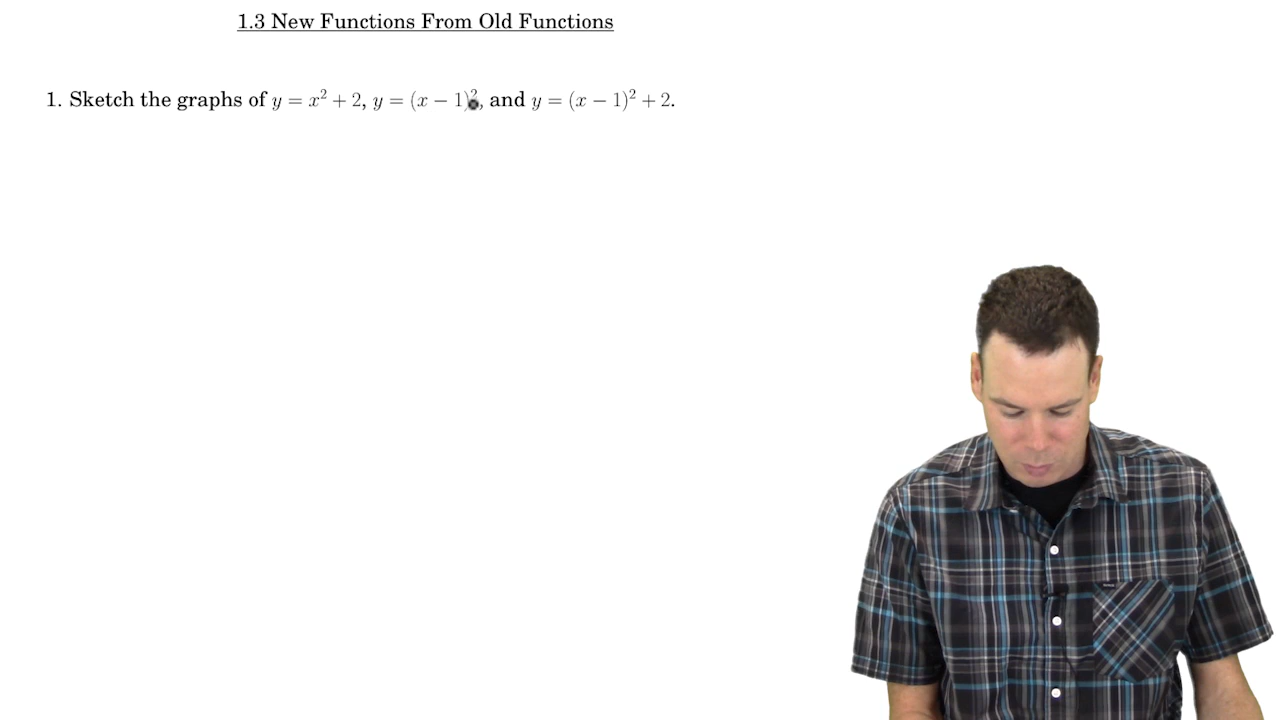 1.3 New Functions From Old Functions
1. Sketch the graphs of y = x² + 2, y = (x − 1)², and y = (x − 1)² + 2.